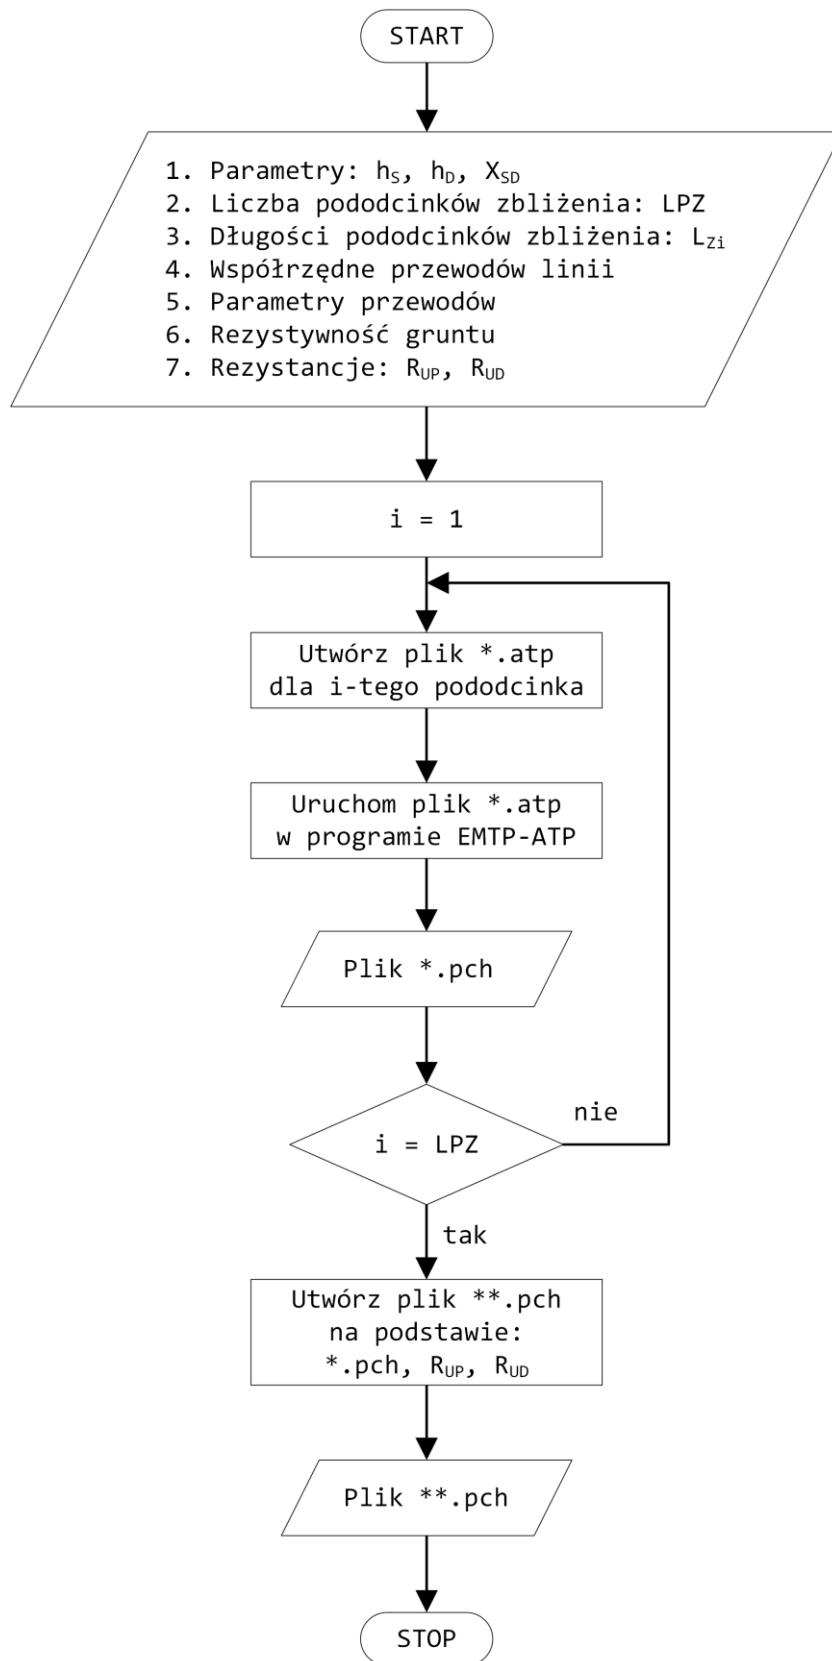 START
1. Parametry: hS, hD, XSD
2. Liczba pododcinków zbliżenia: LPZ
3. Długości pododcinków zbliżenia: LZi
4. Współrzędne przewodów linii
5. Parametry przewodów
6. Rezystywność gruntu
7. Rezystancje: RUP, RUD
i = 1
Utwórz plik *.atp
dla i-tego pododcinka
Uruchom plik *.atp
w programie EMTP-ATP
Plik *.pch
nie
i = LPZ
tak
Utwórz plik **.pch
na podstawie:
*.pch, RUP, RUD
Plik **.pch
STOP